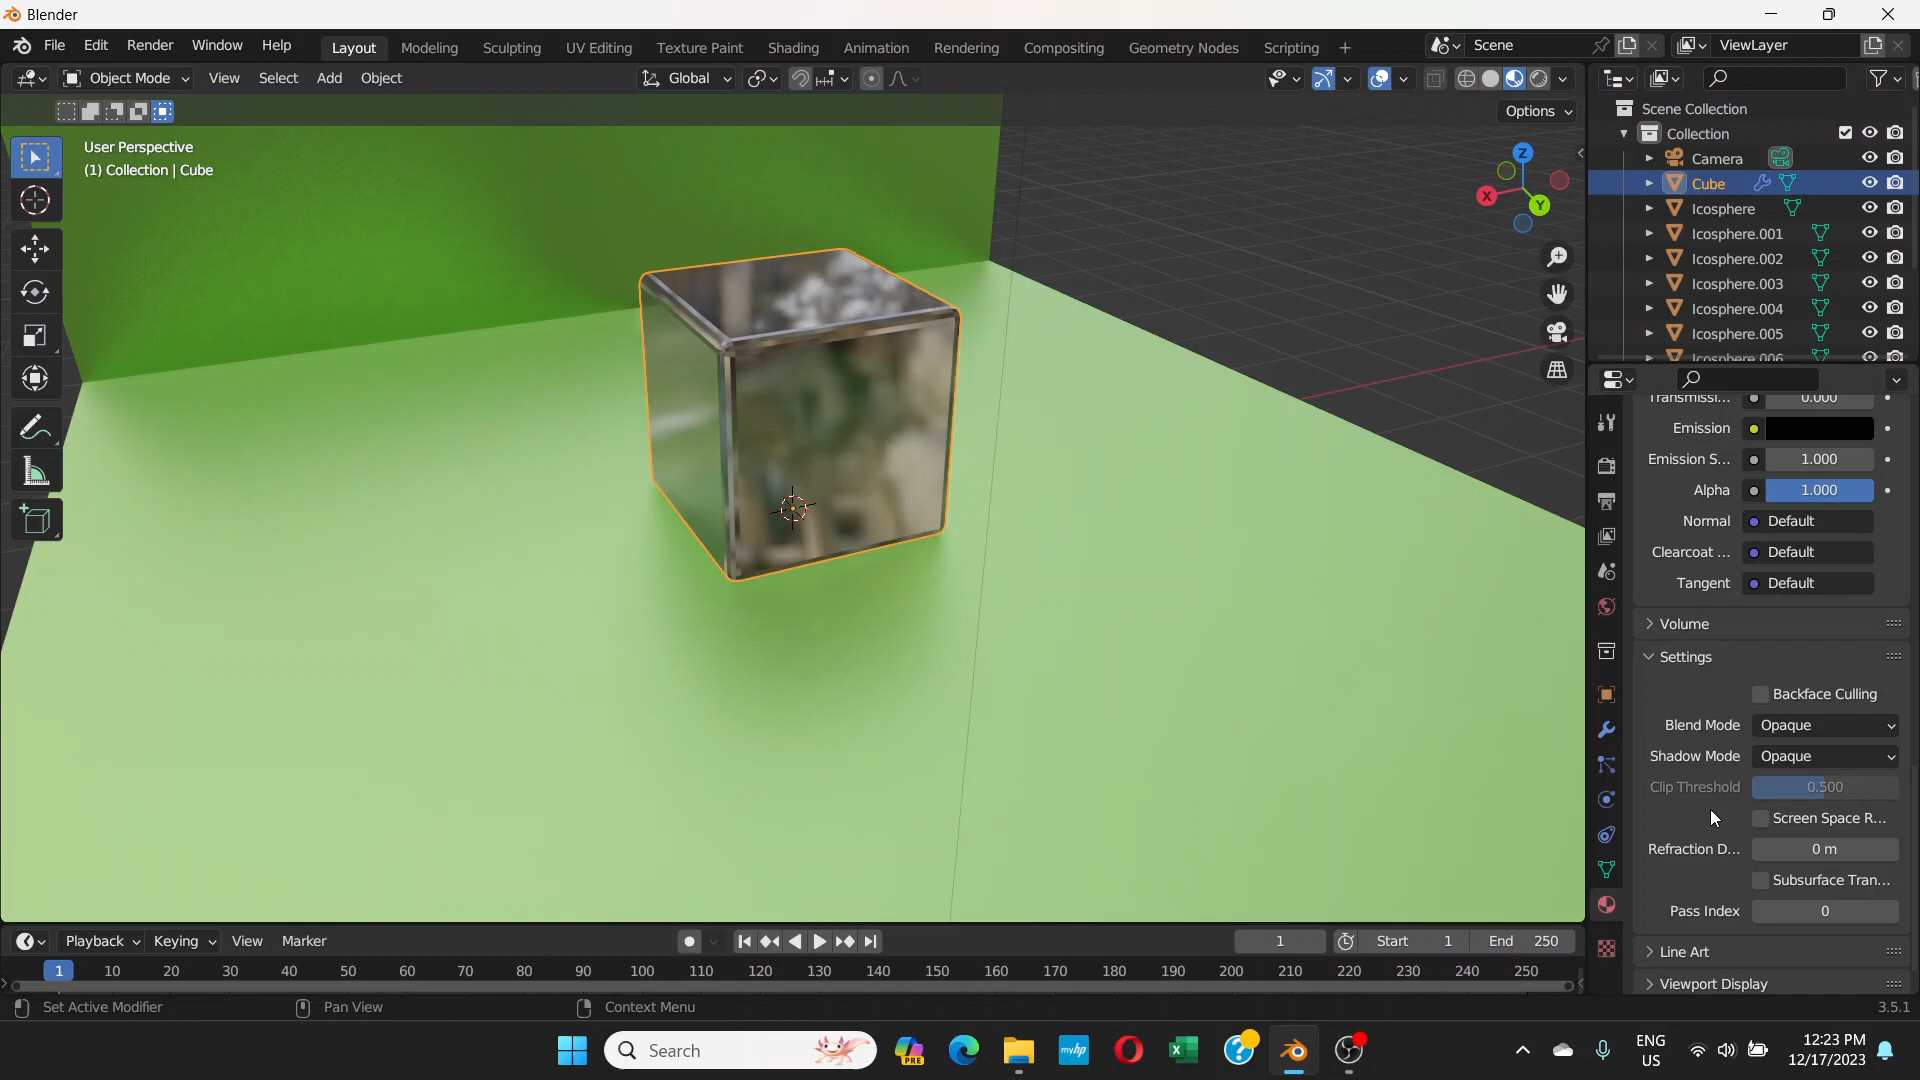 Blender
File Edit Render Window Help Layout Modeling Sculpting UV Editing Texture Paint Shading Animation Rendering Compositing Geometry Nodes Scripting + Scene ViewLayer
Object Mode View Select Add Object Global
Options
User Perspective
(1) Collection | Cube
Z
X
Y
Scene Collection
Collection
Camera
Cube
Icosphere
Icosphere.001
Icosphere.002
Icosphere.003
Icosphere.004
Icosphere.005
Icosphere.006
Transmissi... 0.000
Emission
Emission S... 1.000
Alpha 1.000
Normal Default
Clearcoat ... Default
Tangent Default
Volume
Settings
Backface Culling
Blend Mode Opaque
Shadow Mode Opaque
Clip Threshold 0.500
Screen Space R...
Refraction D... 0 m
Subsurface Tran...
Pass Index 0
Line Art
Viewport Display
Playback Keying View Marker 1 Start 1 End 250
1 10 20 30 40 50 60 70 80 90 100 110 120 130 140 150 160 170 180 190 200 210 220 230 240 250
Set Active Modifier Pan View Context Menu 3.5.1
Search PRE myhp ENG US 12:23 PM 12/17/2023